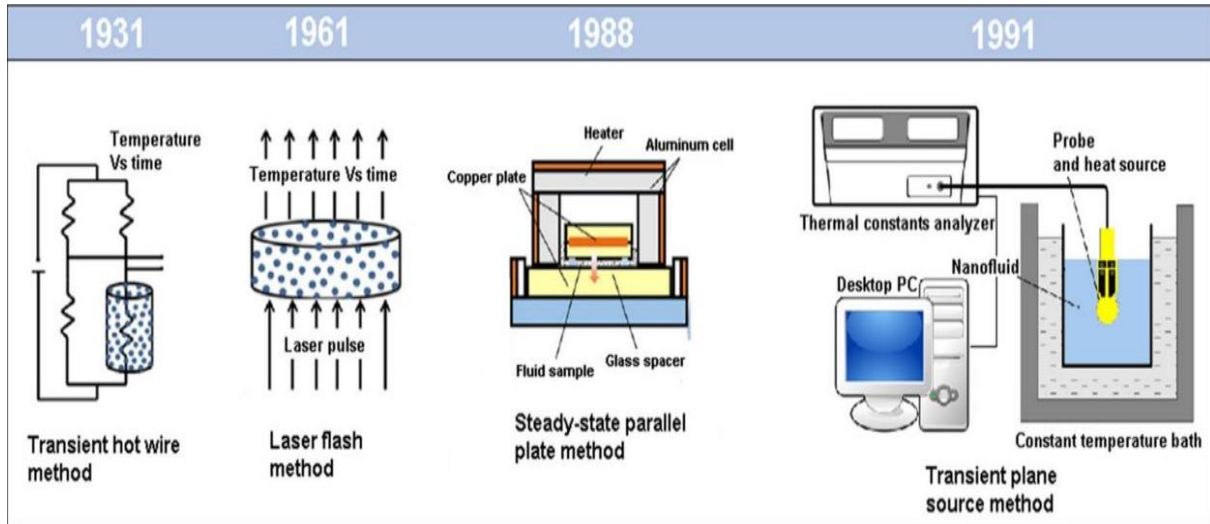 1931
1961
1988
1991
Temperature
Vs time
Transient hot wire
method
Temperature Vs time
Laser pulse
Laser flash
method
Heater
Aluminum cell
Copper plate
Fluid sample
Glass spacer
Steady-state parallel
plate method
Probe
and heat source
Thermal constants analyzer
Nanofluid
Desktop PC
Constant temperature bath
Transient plane
source method